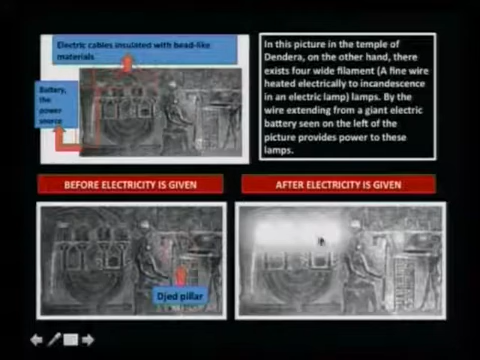 Electric cables insulated with bead-like
materials
Battery,
the
power
source
In this picture in the temple of
Dendera, on the other hand, there
exists four wide filament (A fine wire
heated electrically to incandescence
in an electric lamp) lamps. By the
wire extending from a giant electric
battery seen on the left of the
picture provides power to these
lamps.
BEFORE ELECTRICITY IS GIVEN
AFTER ELECTRICITY IS GIVEN
Djed pillar